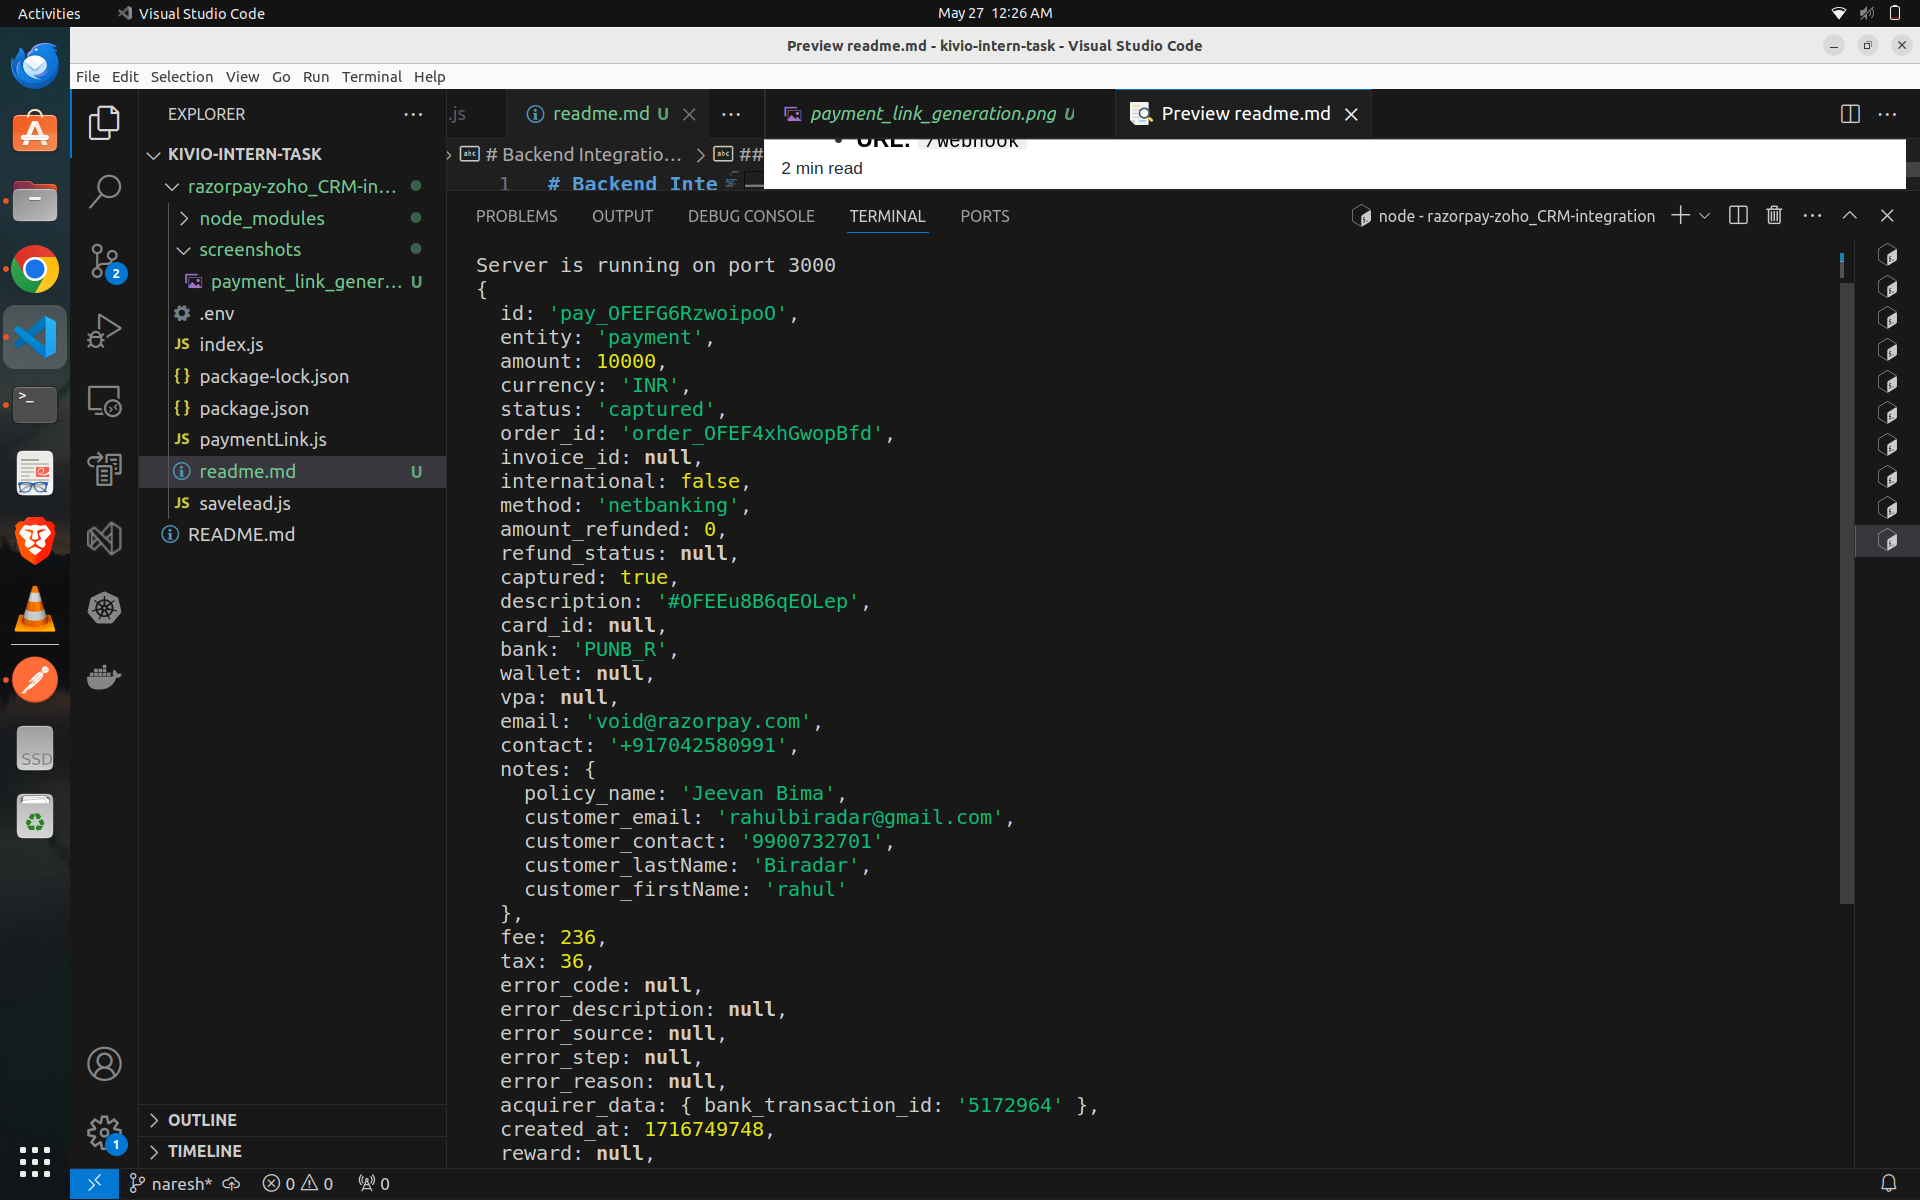 Activities
Visual Studio Code
May 27 12:26 AM
Preview readme.md - kivio-intern-task - Visual Studio Code
File Edit Selection View Go Run Terminal Help
EXPLORER
.js
readme.md U
payment_link_generation.png U
Preview readme.md
KIVIO-INTERN-TASK
# Backend Integratio...
##
URL: /webhook
2 min read
1 # Backend Inte
razorpay-zoho_CRM-in...
node_modules
screenshots
payment_link_gener... U
.env
JS index.js
{} package-lock.json
{} package.json
JS paymentLink.js
readme.md U
JS savelead.js
README.md
2
PROBLEMS OUTPUT DEBUG CONSOLE TERMINAL PORTS
node - razorpay-zoho_CRM-integration
Server is running on port 3000
{
id: 'pay_OFEFG6RzwoipoO',
entity: 'payment',
amount: 10000,
currency: 'INR',
status: 'captured',
order_id: 'order_OFEF4xhGwopBfd',
invoice_id: null,
international: false,
method: 'netbanking',
amount_refunded: 0,
refund_status: null,
captured: true,
description: '#OFEEu8B6qEOLep',
card_id: null,
bank: 'PUNB_R',
wallet: null,
vpa: null,
email: 'void@razorpay.com',
contact: '+917042580991',
notes: {
policy_name: 'Jeevan Bima',
customer_email: 'rahulbiradar@gmail.com',
customer_contact: '9900732701',
customer_lastName: 'Biradar',
customer_firstName: 'rahul'
},
fee: 236,
tax: 36,
error_code: null,
error_description: null,
error_source: null,
error_step: null,
error_reason: null,
acquirer_data: { bank_transaction_id: '5172964' },
created_at: 1716749748,
reward: null,
SSD
OUTLINE
TIMELINE
1
naresh* 0 0 0